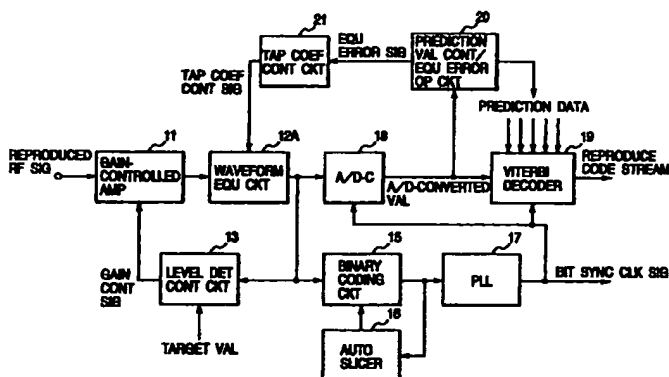 21
TAP COEF
CONT CKT
EQU
ERROR SIG
20
PREDICTION
VAL CONT/
EQU ERROR
OP CKT
TAP COEF
CONT SIG
PREDICTION DATA
11
GAIN-
CONTROLLED
AMP
REPRODUCED
RF SIG
12A
WAVEFORM
EQU CKT
18
A/D-C
A/D-CONVERTED
VAL
19
VITERBI
DECODER
REPRODUCE
CODE STREAM
13
LEVEL DET
CONT CKT
GAIN
CONT
SIG
TARGET VAL
15
BINARY
CODING
CKT
17
PLL
BIT SYNC CLK SIG
16
AUTO
SLICER